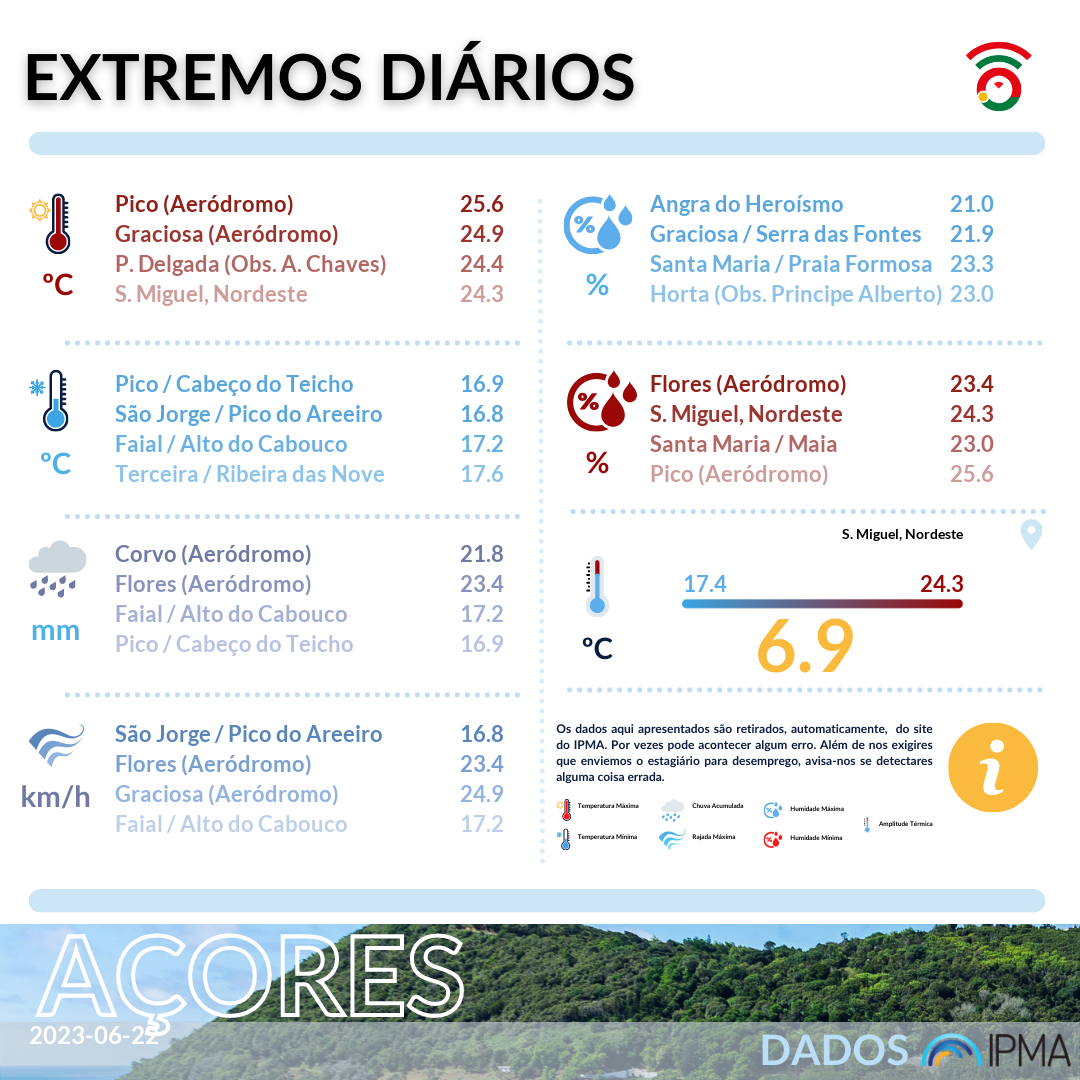 EXTREMOS DIÁRIOS
Pico (Aeródromo) 25.6
Graciosa (Aeródromo) 24.9
P. Delgada (Obs. A. Chaves) 24.4
S. Miguel, Nordeste 24.3
ºC
Pico / Cabeço do Teicho 16.9
São Jorge / Pico do Areeiro 16.8
Faial / Alto do Cabouco 17.2
Terceira / Ribeira das Nove 17.6
ºC
Corvo (Aeródromo) 21.8
Flores (Aeródromo) 23.4
Faial / Alto do Cabouco 17.2
Pico / Cabeço do Teicho 16.9
mm
São Jorge / Pico do Areeiro 16.8
Flores (Aeródromo) 23.4
Graciosa (Aeródromo) 24.9
Faial / Alto do Cabouco 17.2
km/h
%
Angra do Heroísmo 21.0
Graciosa / Serra das Fontes 21.9
Santa Maria / Praia Formosa 23.3
Horta (Obs. Principe Alberto) 23.0
%
%
Flores (Aeródromo) 23.4
S. Miguel, Nordeste 24.3
Santa Maria / Maia 23.0
Pico (Aeródromo) 25.6
%
S. Miguel, Nordeste
17.4 24.3
6.9
ºC
Os dados aqui apresentados são retirados, automaticamente, do site
do IPMA. Por vezes pode acontecer algum erro. Além de nos exigires
que enviemos o estagiário para desemprego, avisa-nos se detectares
alguma coisa errada.
i
Temperatura Máxima Chuva Acumulada Humidade Máxima
Amplitude Térmica
Temperatura Mínima Rajada Máxima Humidade Mínima
AÇORES
2023-06-22
DADOS IPMA